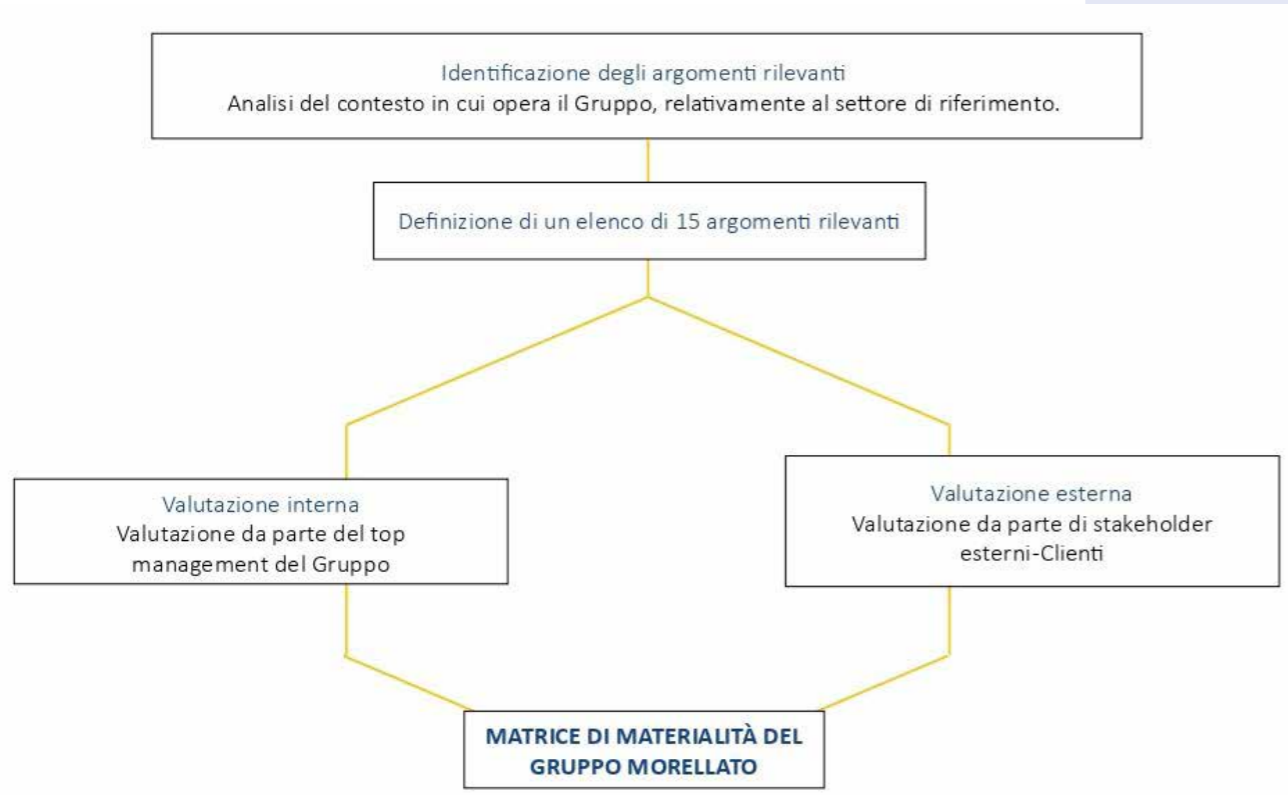 Identificazione degli argomenti rilevanti
Analisi del contesto in cui opera il Gruppo, relativamente al settore di riferimento.
Definizione di un elenco di 15 argomenti rilevanti
Valutazione interna
Valutazione da parte del top
management del Gruppo
Valutazione esterna
Valutazione da parte di stakeholder
esterni-Clienti
MATRICE DI MATERIALITÀ DEL
GRUPPO MORELLATO